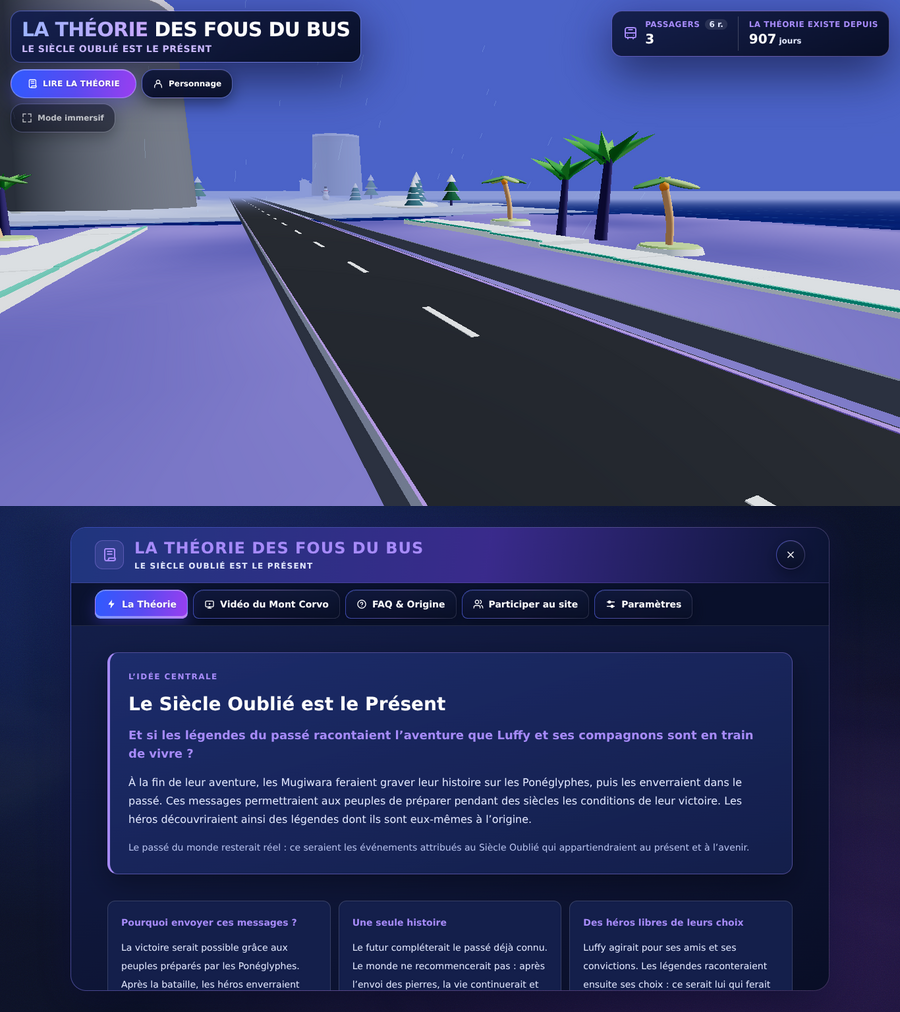 LA THÉORIE DES FOUS DU BUS
LE SIÈCLE OUBLIÉ EST LE PRÉSENT
PASSAGERS 6 r.
3
LA THÉORIE EXISTE DEPUIS
907 jours
LIRE LA THÉORIE
Personnage
Mode immersif
LA THÉORIE DES FOUS DU BUS
LE SIÈCLE OUBLIÉ EST LE PRÉSENT
La Théorie
Vidéo du Mont Corvo
FAQ & Origine
Participer au site
Paramètres
L’IDÉE CENTRALE
Le Siècle Oublié est le Présent
Et si les légendes du passé racontaient l’aventure que Luffy et ses compagnons sont en train
de vivre ?
À la fin de leur aventure, les Mugiwara feraient graver leur histoire sur les Ponéglyphes, puis les enverraient dans le
passé. Ces messages permettraient aux peuples de préparer pendant des siècles les conditions de leur victoire. Les
héros découvriraient ainsi des légendes dont ils sont eux-mêmes à l’origine.
Le passé du monde resterait réel : ce seraient les événements attribués au Siècle Oublié qui appartiendraient au présent et à l’avenir.
Pourquoi envoyer ces messages ?
La victoire serait possible grâce aux
peuples préparés par les Ponéglyphes.
Après la bataille, les héros enverraient
Une seule histoire
Le futur compléterait le passé déjà connu.
Le monde ne recommencerait pas : après
l’envoi des pierres, la vie continuerait et
Des héros libres de leurs choix
Luffy agirait pour ses amis et ses
convictions. Les légendes raconteraient
ensuite ses choix : ce serait lui qui ferait